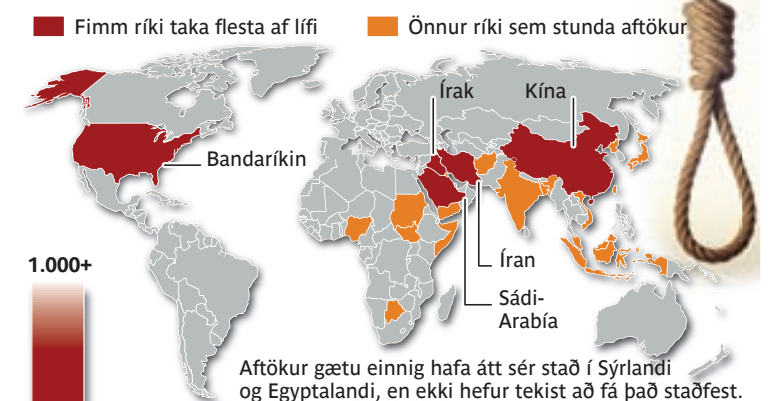 Fimm ríki taka flesta af lífi
Önnur ríki sem stunda aftökur
Írak
Kína
Bandaríkin
Íran
1.000+
Sádi-
Arabía
Aftökur gætu einnig hafa átt sér stað í Sýrlandi
og Egyptalandi, en ekki hefur tekist að fá það staðfest.